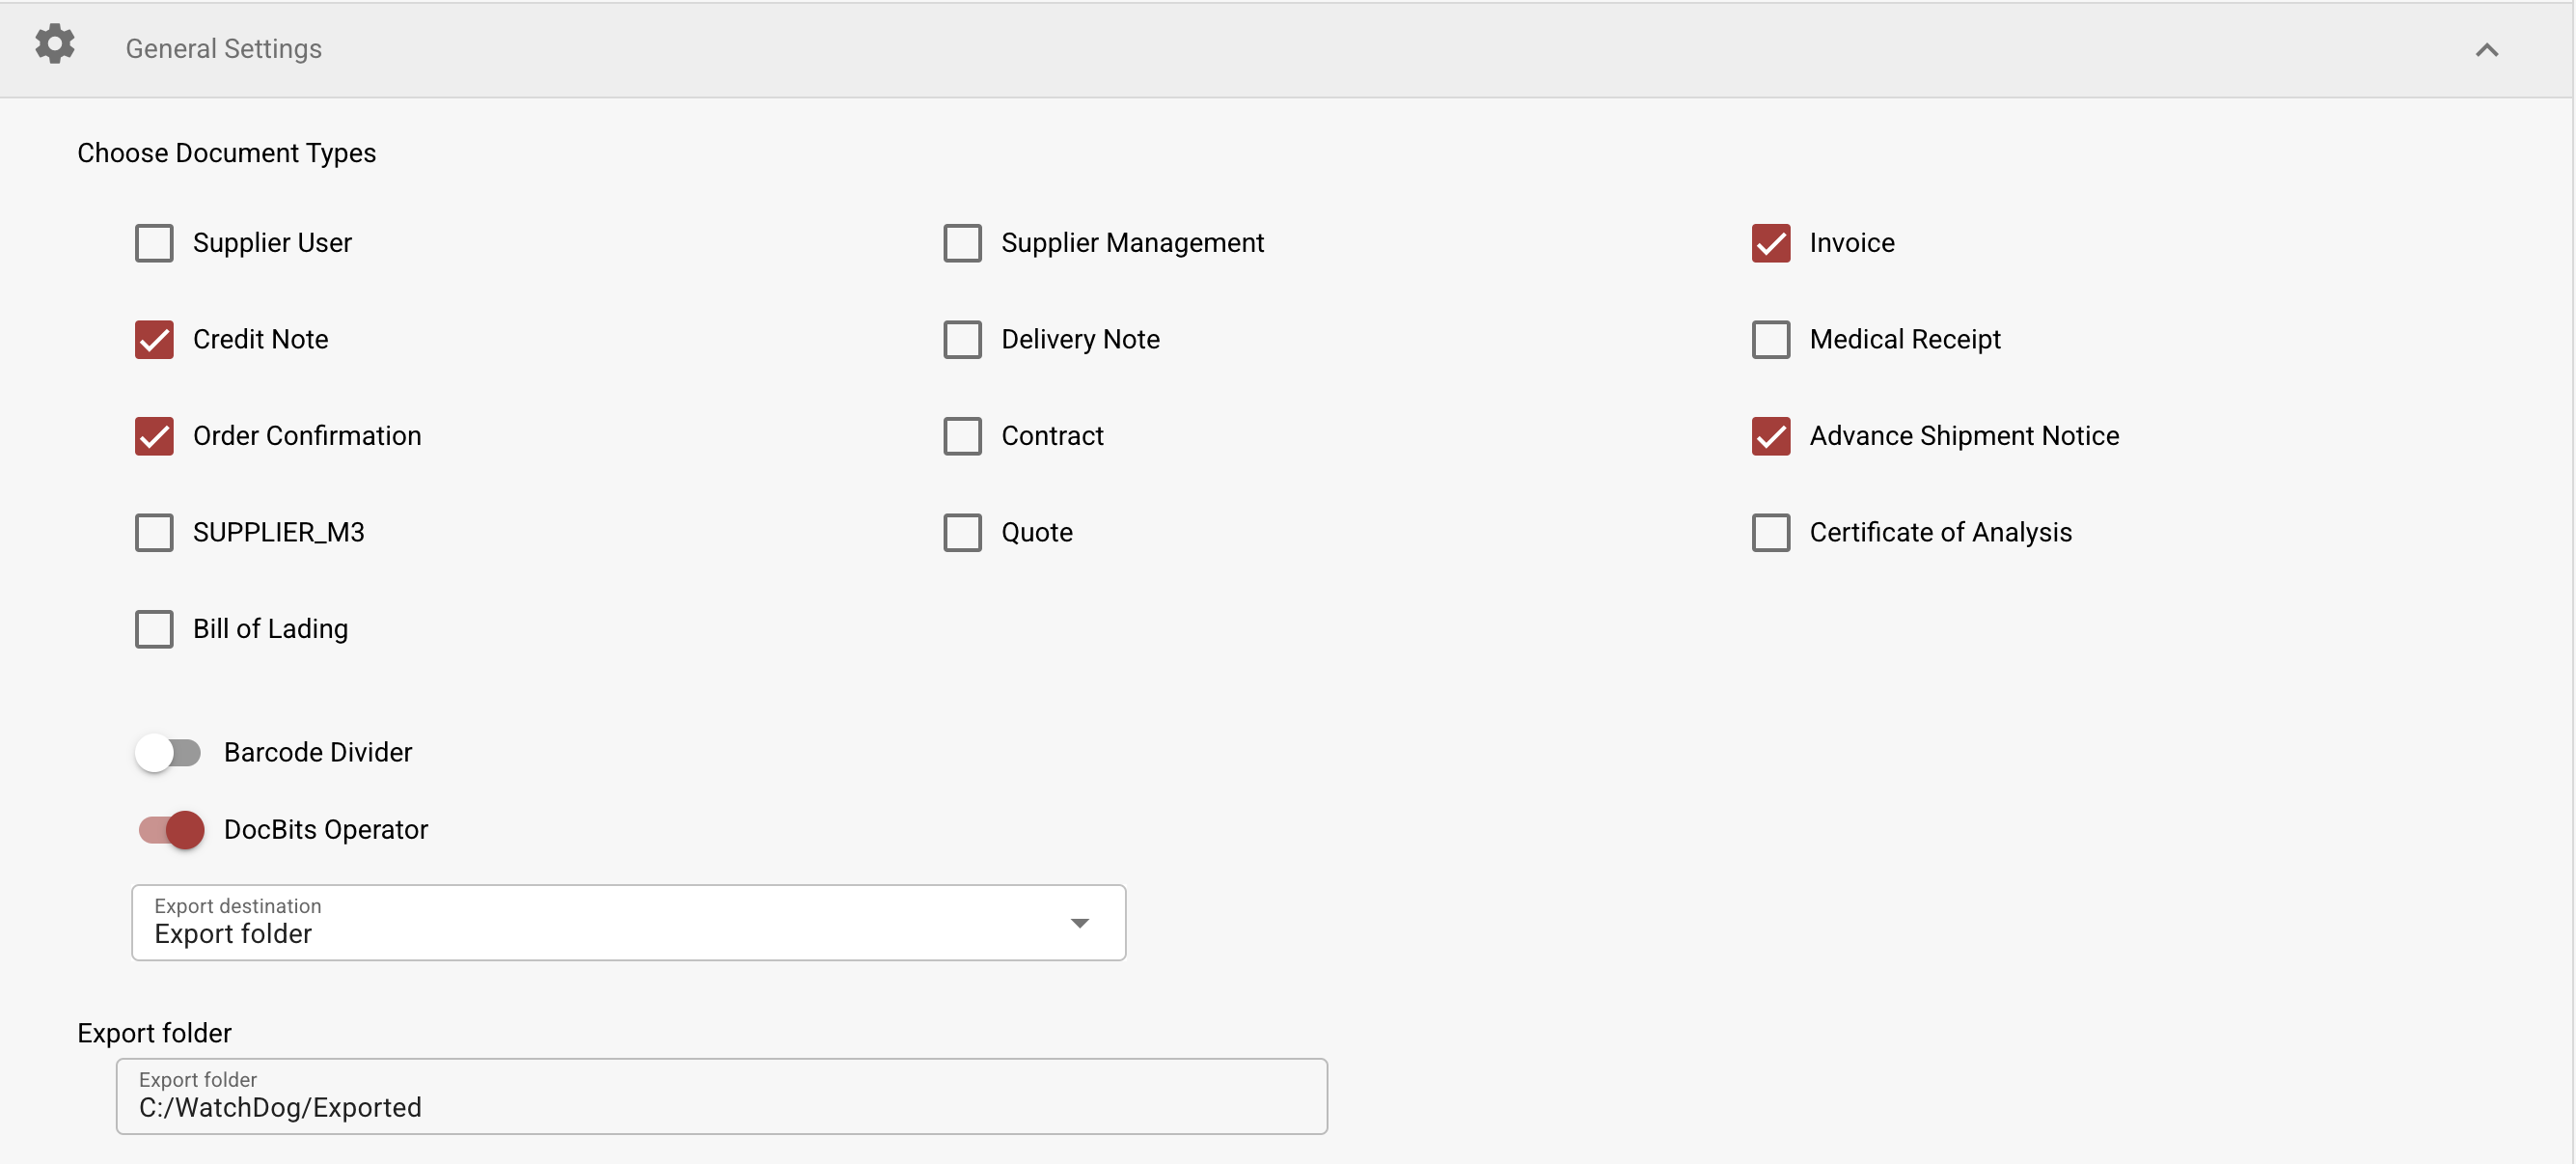 General Settings
Choose Document Types
Supplier User
Supplier Management
Invoice
Credit Note
Delivery Note
Medical Receipt
Order Confirmation
Contract
Advance Shipment Notice
SUPPLIER_M3
Quote
Certificate of Analysis
Bill of Lading
Barcode Divider
DocBits Operator
Export destination
Export folder
Export folder
Export folder
C:/WatchDog/Exported